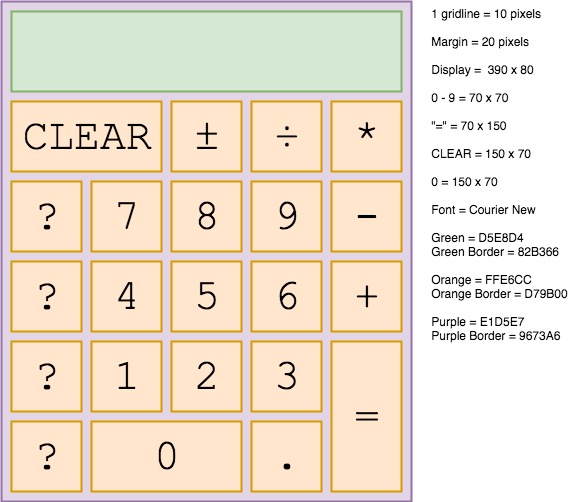 CLEAR ± ÷ *
? 7 8 9 -
? 4 5 6 +
? 1 2 3
=
? 0 .
1 gridline = 10 pixels
Margin = 20 pixels
Display =  390 x 80
0 - 9 = 70 x 70
"=" = 70 x 150
CLEAR = 150 x 70
0 = 150 x 70
Font = Courier New
Green = D5E8D4
Green Border = 82B366
Orange = FFE6CC
Orange Border = D79B00
Purple = E1D5E7
Purple Border = 9673A6